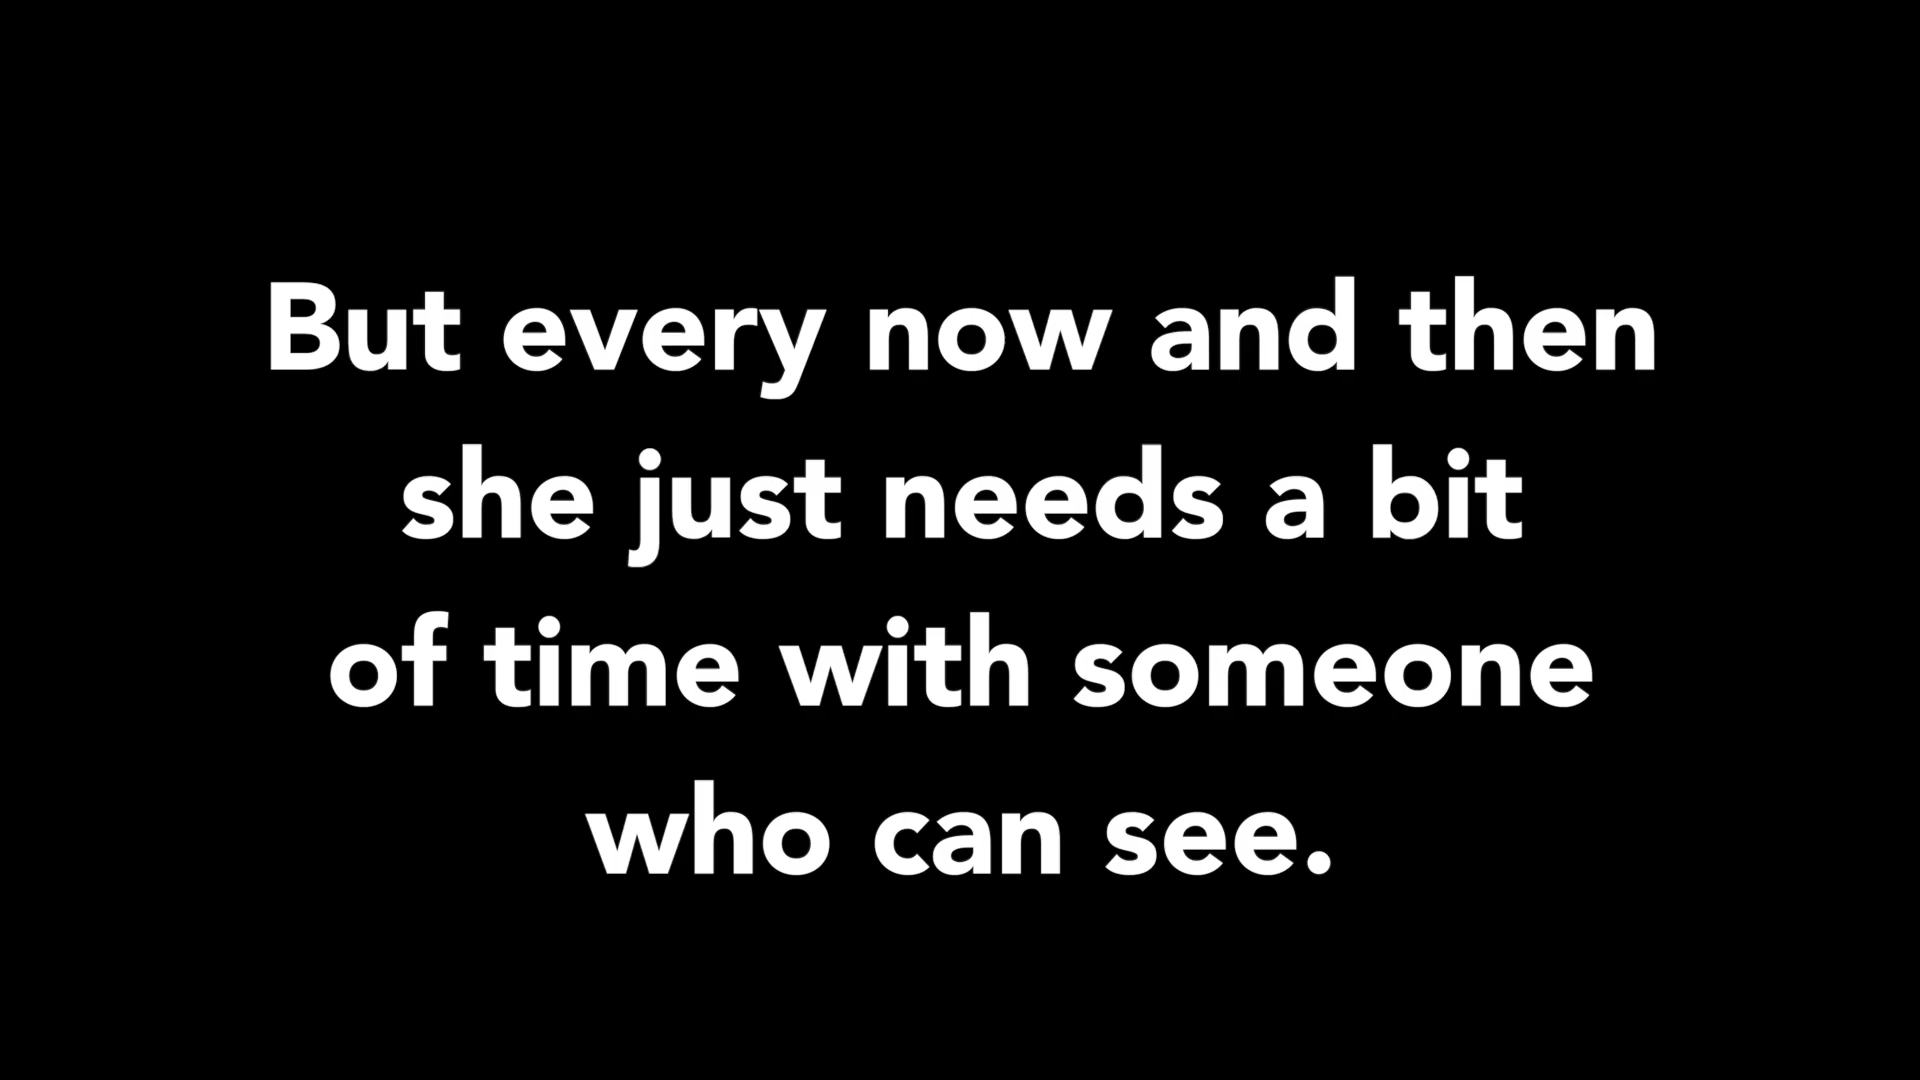 But every now and then
she just needs a bit
of time with someone
who can see.